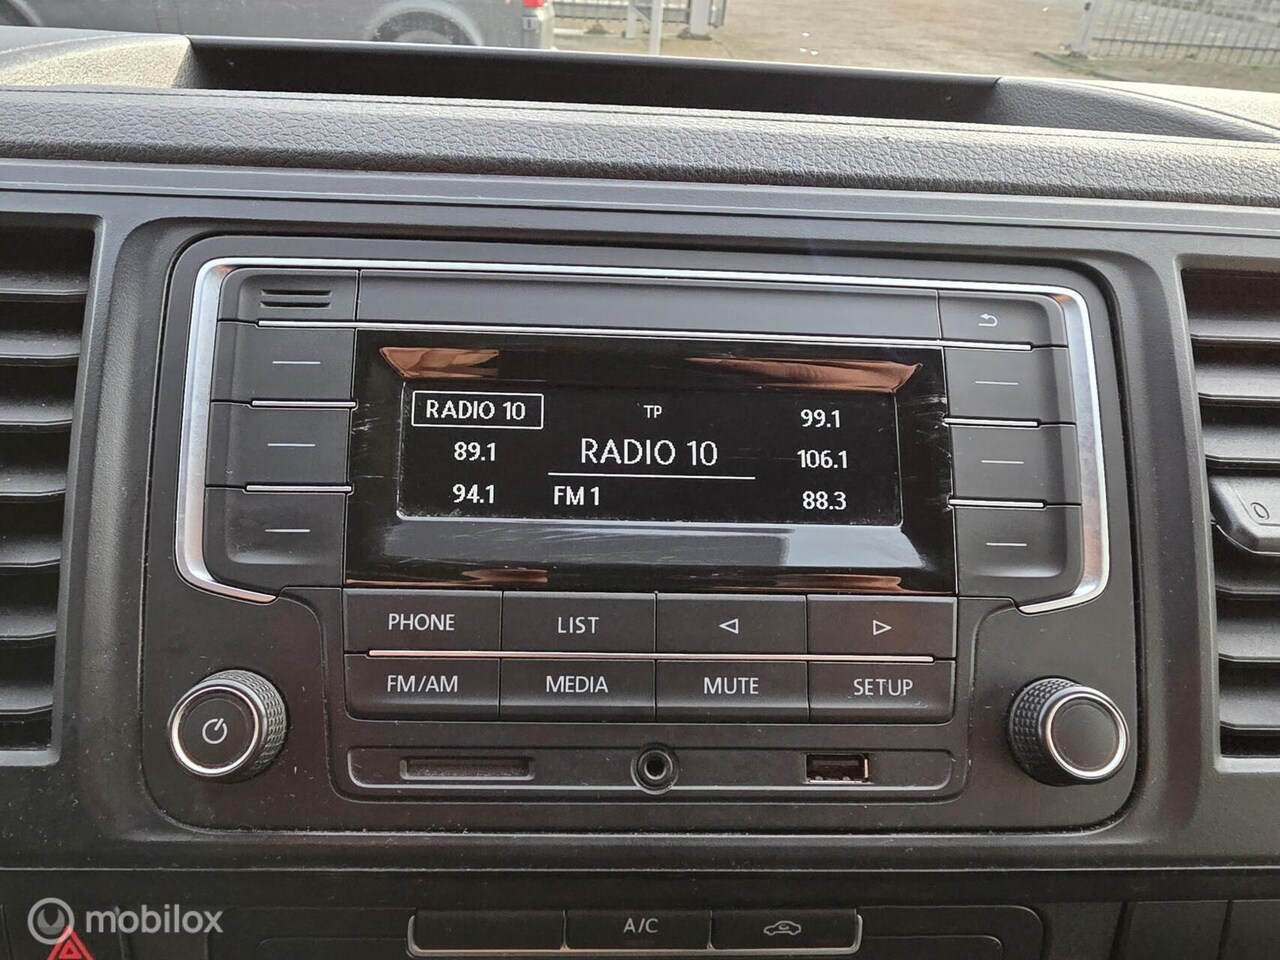 RADIO 10 TP 99.1
89.1 RADIO 10 106.1
94.1 FM 1 88.3
PHONE LIST
FM/AM MEDIA MUTE SETUP
0
mobilox
A/C